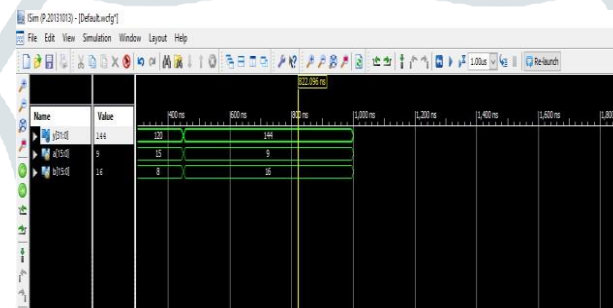 ISim (P.20131013) - [Default.wcfg*]
File Edit View Simulation Window Layout Help
1.00us Re-launch
822.096 ns
Name Value 400 ns 600 ns 800 ns 1,000 ns 1,200 ns 1,400 ns 1,600 ns 1,800
y[31:0] 144 120 144
a[15:0] 9 15 9
b[15:0] 16 8 16